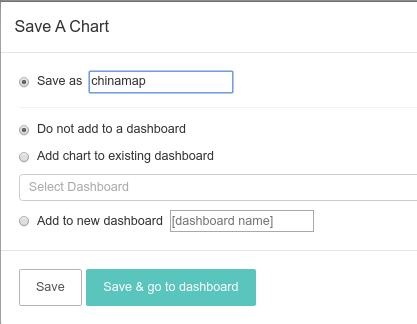 Save A Chart
Save as chinamap
Do not add to a dashboard
Add chart to existing dashboard
Select Dashboard
Add to new dashboard [dashboard name]
Save Save & go to dashboard